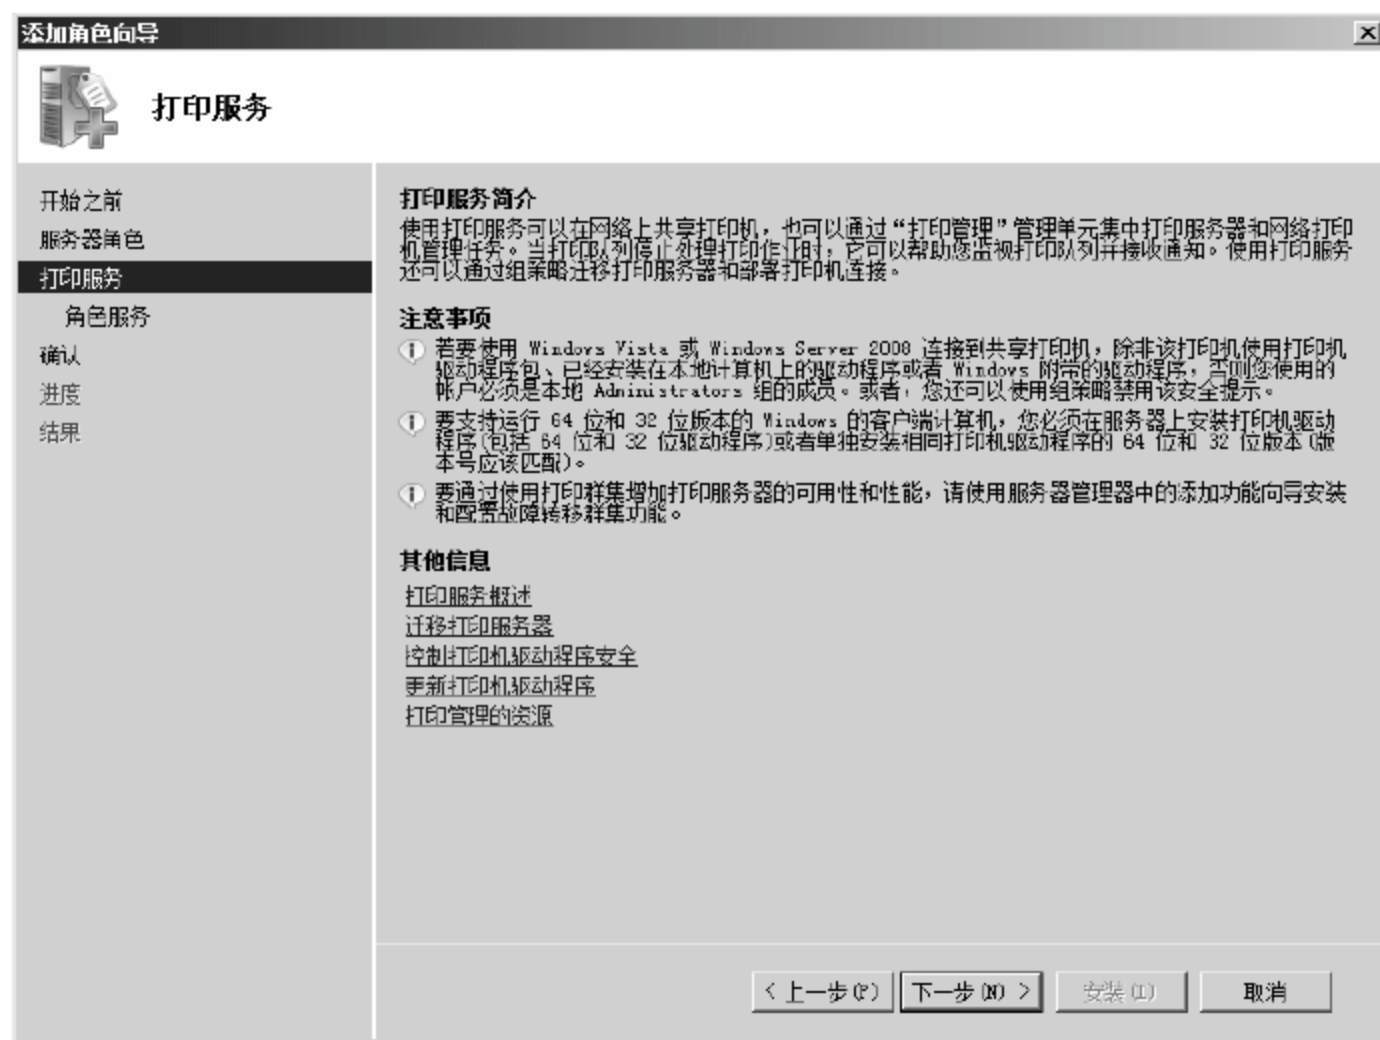 添加角色向导
打印服务
开始之前
服务器角色
打印服务
角色服务
确认
进度
结果
打印服务简介
使用打印服务可以在网络上共享打印机，也可以通过“打印管理”管理单元集中打印服务器和网络打印
机管理任务。当打印队列停止处理打印作业时，它可以帮助您监视打印队列并接收通知。使用打印服务
还可以通过组策略迁移打印服务器和部署打印机连接。
注意事项
若要使用 Windows Vista 或 Windows Server 2008 连接到共享打印机，除非该打印机使用打印机
驱动程序包、已经安装在本地计算机上的驱动程序或者 Windows 附带的驱动程序，否则您使用的
帐户必须是本地 Administrators 组的成员。或者，您还可以使用组策略禁用该安全提示。
要支持运行 64 位和 32 位版本的 Windows 的客户端计算机，您必须在服务器上安装打印机驱动
程序(包括 64 位和 32 位驱动程序)或者单独安装相同打印机驱动程序的 64 位和 32 位版本(版
本号应该匹配)。
要通过使用打印群集增加打印服务器的可用性和性能，请使用服务器管理器中的添加功能向导安装
和配置故障转移群集功能。
其他信息
打印服务概述
迁移打印服务器
控制打印机驱动程序安全
更新打印机驱动程序
打印管理的资源
< 上一步(P) 下一步(N) > 安装(I) 取消